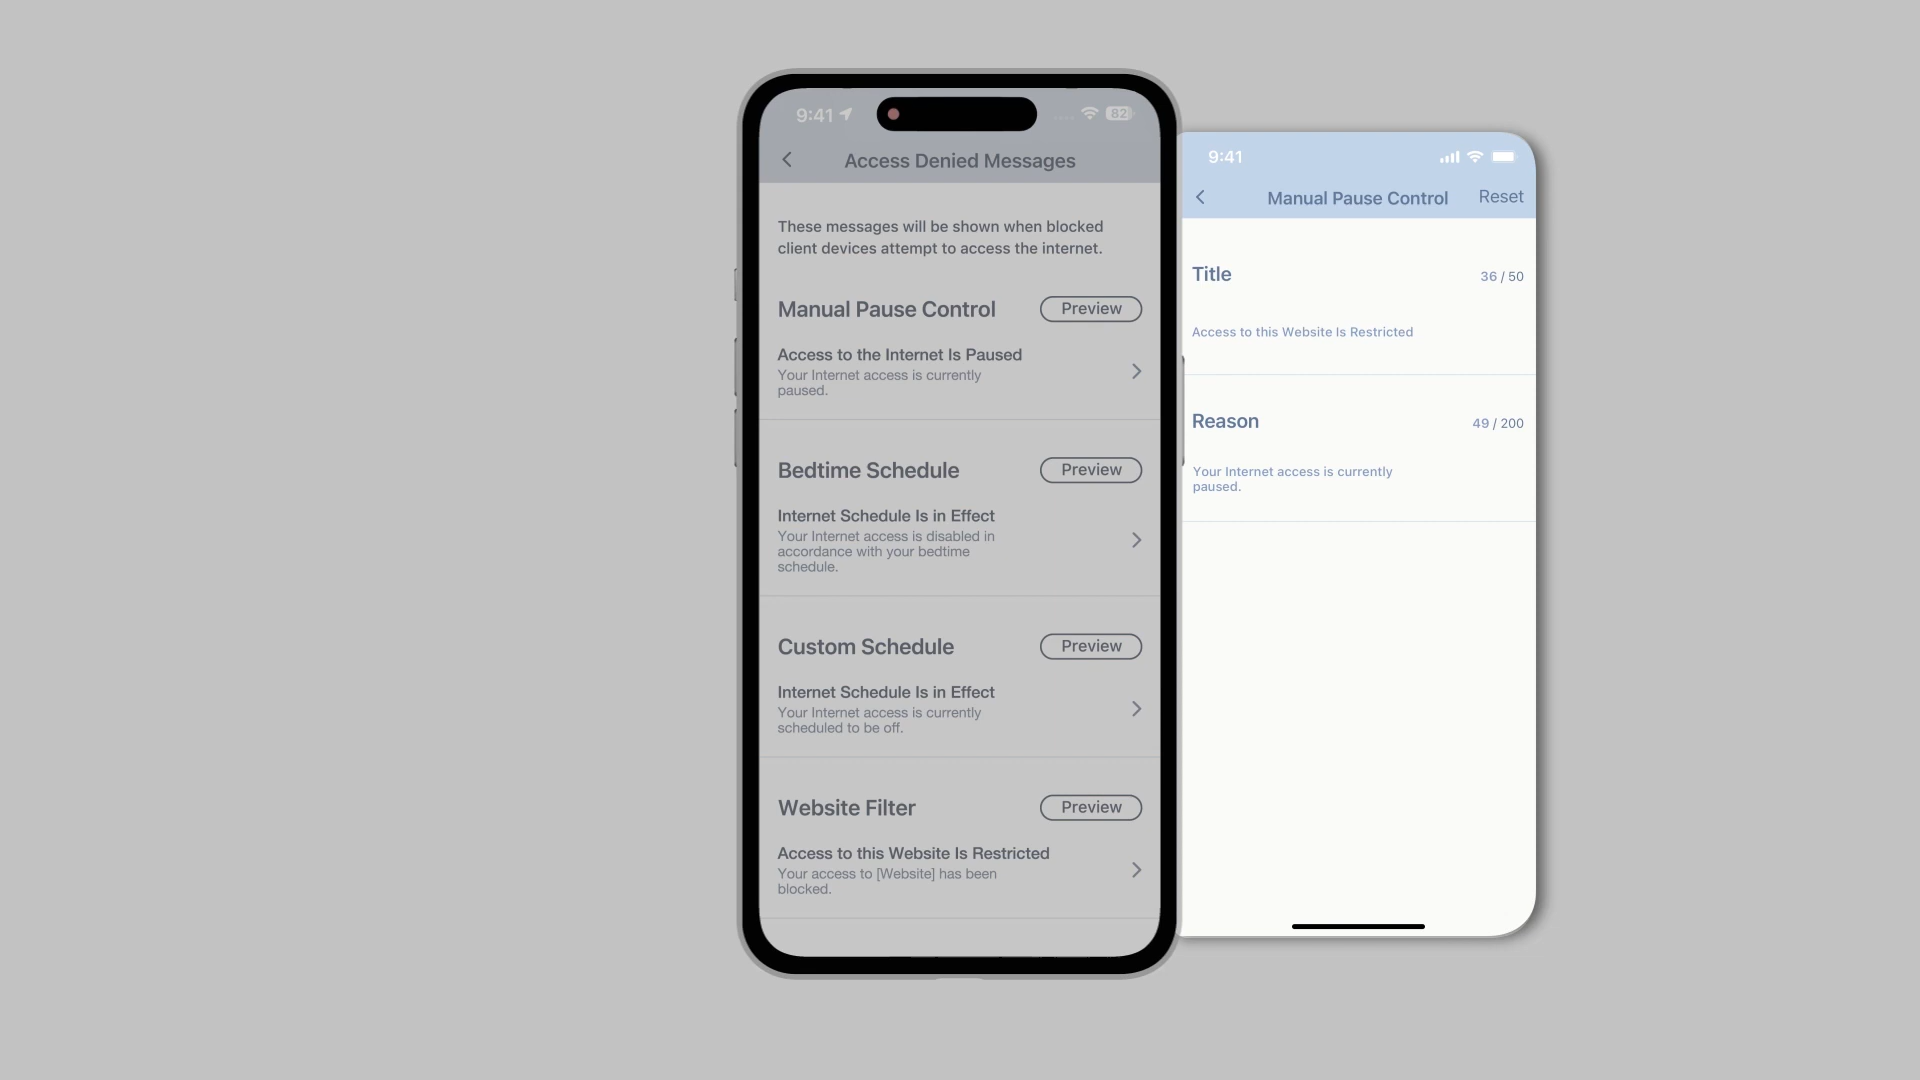 9:41
82
Access Denied Messages
These messages will be shown when blocked
client devices attempt to access the internet.
Manual Pause Control
Preview
Access to the Internet Is Paused
Your Internet access is currently
paused.
Bedtime Schedule
Preview
Internet Schedule Is in Effect
Your Internet access is disabled in
accordance with your bedtime
schedule.
Custom Schedule
Preview
Internet Schedule Is in Effect
Your Internet access is currently
scheduled to be off.
Website Filter
Preview
Access to this Website Is Restricted
Your access to [Website] has been
blocked.
9:41
Manual Pause Control
Reset
Title
36 / 50
Access to this Website Is Restricted
Reason
49 / 200
Your Internet access is currently
paused.